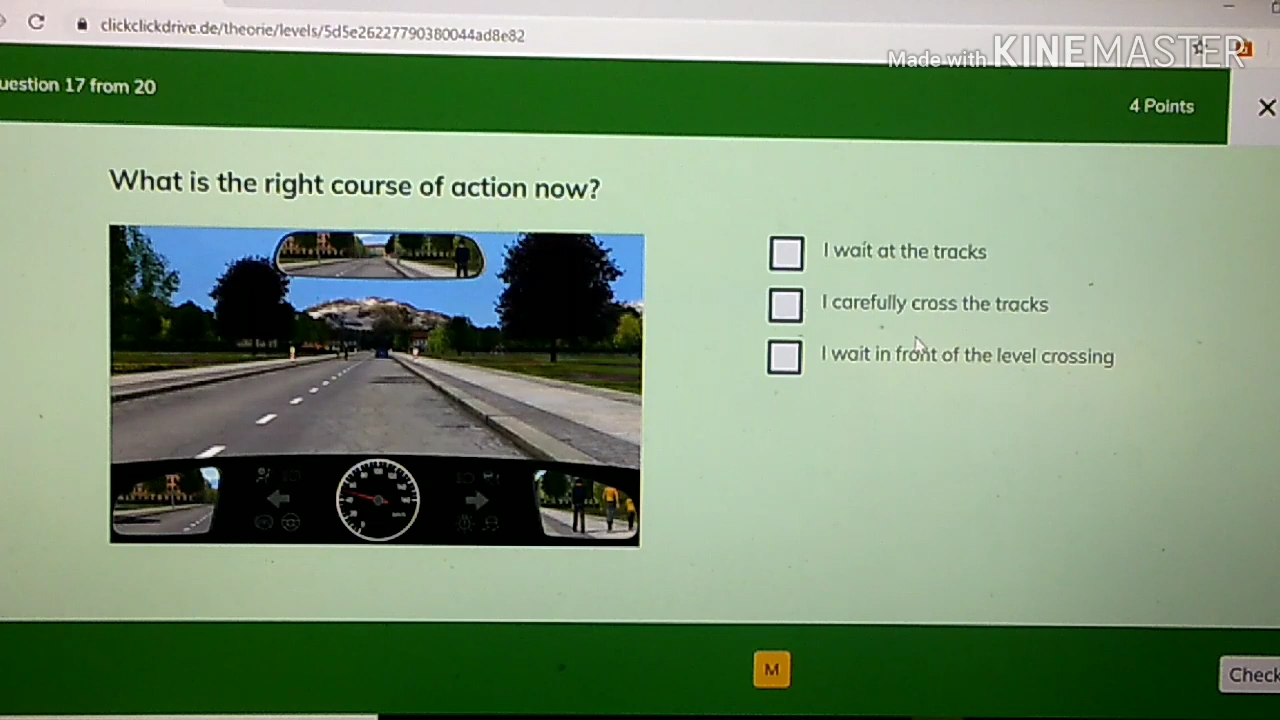 clickclickdrive.de/theorie/levels/5d5e26227790380044ad8e82
Made with KINEMASTER
uestion 17 from 20
4 Points
What is the right course of action now?
I wait at the tracks
I carefully cross the tracks
I wait in front of the level crossing
M
Check